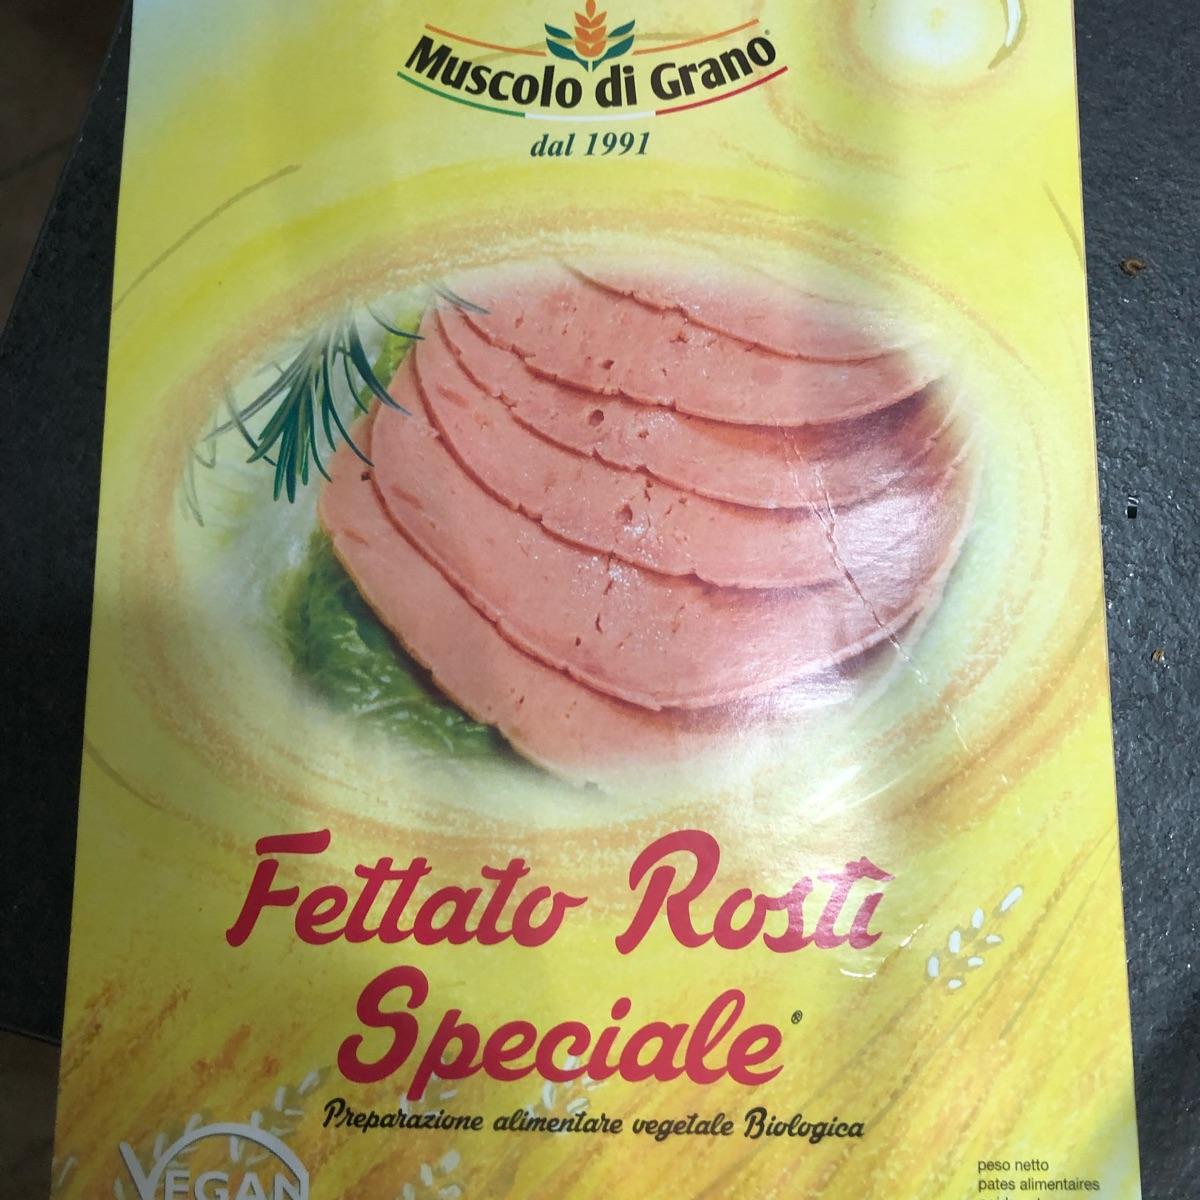 Muscolo di Grano
dal 1991
Fettato Rostì
Speciale®
Preparazione alimentare vegetale Biologica
VEGAN
peso netto
pates alimentaires